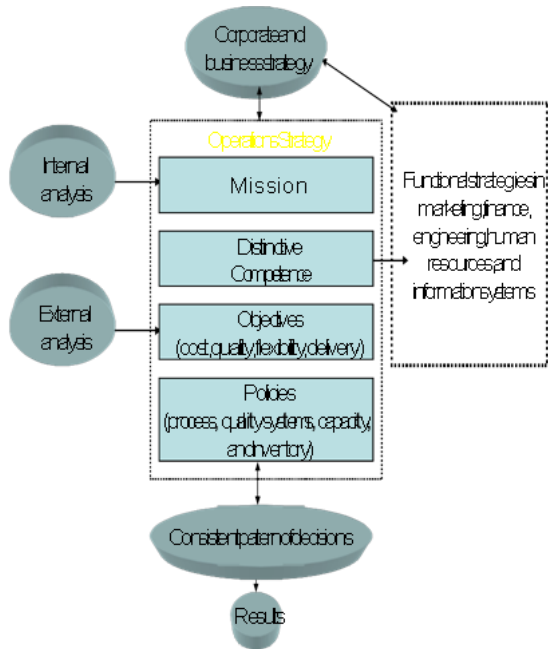 Corporate and
business strategy
Operations Strategy
Internal
analysis
Mission
Functional strategies in
marketing, finance,
engineering, human
resources, and
information systems
Distinctive
Competence
External
analysis
Objectives
(cost, quality, flexibility, delivery)
Policies
(process, quality systems, capacity,
and inventory)
Consistent pattern of decisions
Results